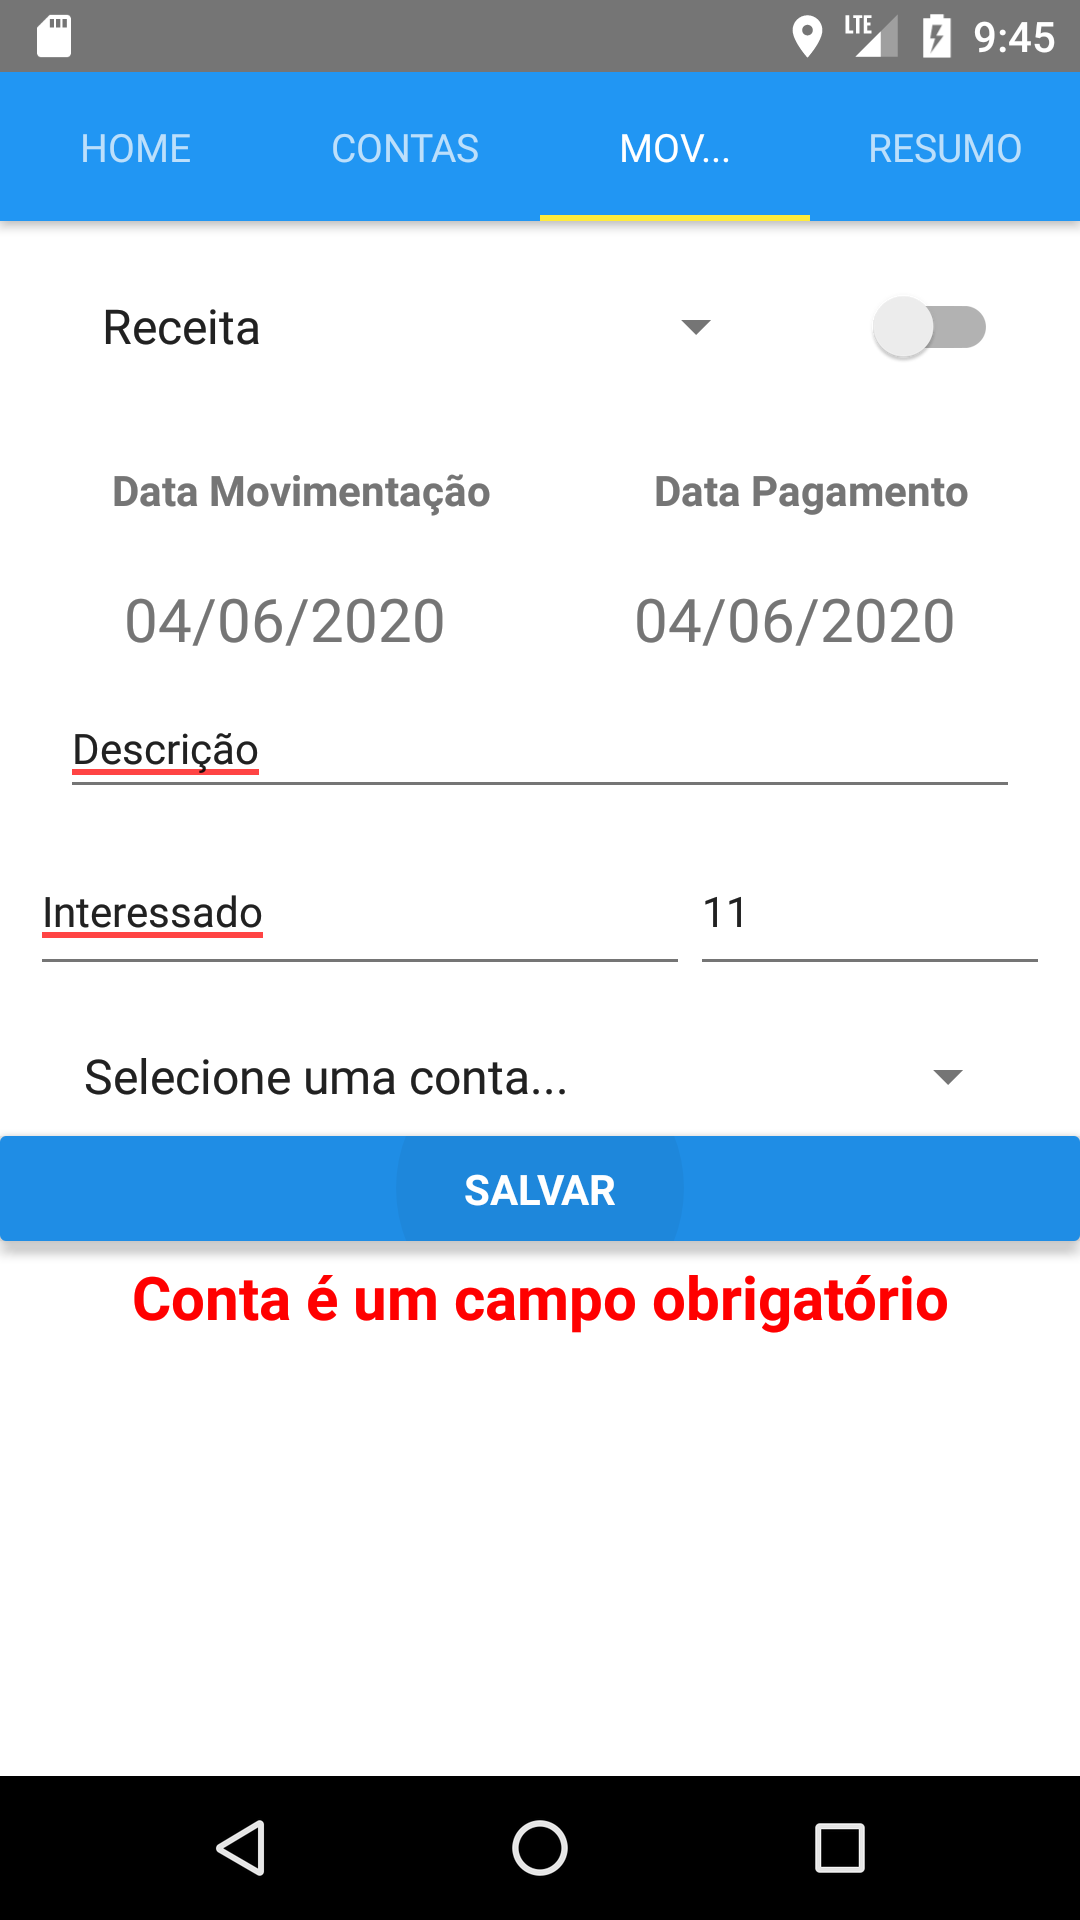 LTE 9:45
HOME CONTAS MOV... RESUMO
Receita
Data Movimentação Data Pagamento
04/06/2020 04/06/2020
Descrição
Interessado 11
Selecione uma conta...
SALVAR
Conta é um campo obrigatório